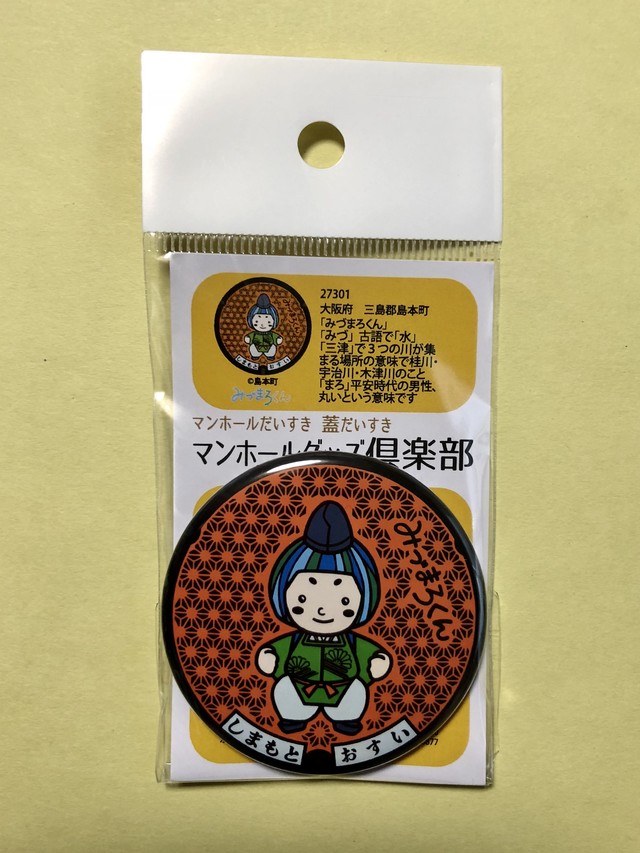 27301
大阪府 三島郡島本町
「みづまろくん」
「みづ」古語で「水」
「三津」で3つの川が集
まる場所の意味で桂川・
宇治川・木津川のこと
「まろ」平安時代の男性、
丸いという意味です
みづまろくん
しまもと おすい
©島本町
みづまろくん
マンホールだいすき 蓋だいすき
マンホールグッズ倶楽部
みづまろくん
しまもと おすい